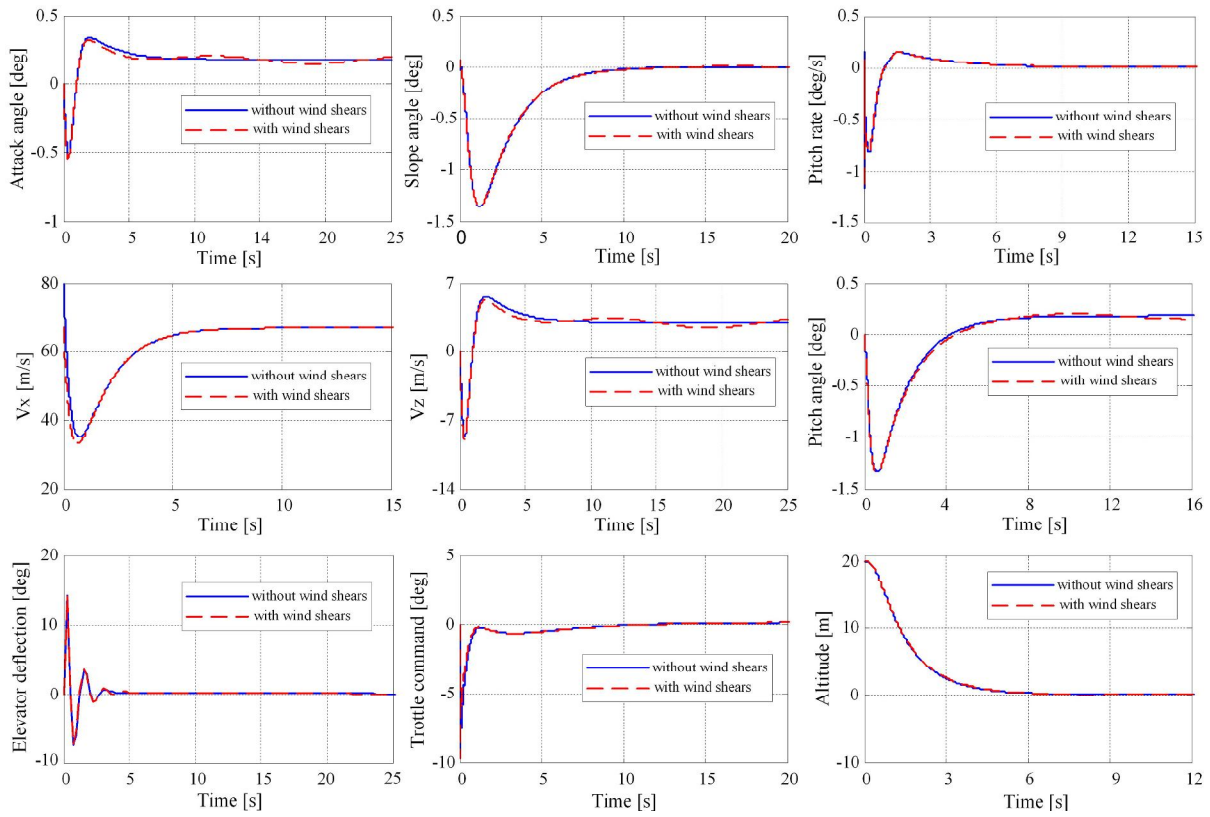 Attack angle [deg]
0.5
0
-0.5
-1
without wind shears
with wind shears
0 5 10 14 20 25
Time [s]
Slope angle [deg]
0.5
0
-0.5
-1
-1.5
without wind shears
with wind shears
0 5 10 15 20
Time [s]
Pitch rate [deg/s]
0.5
0
-0.5
-1
-1.5
without wind shears
with wind shears
0 3 6 9 12 15
Time [s]
Vx [m/s]
80
60
40
20
without wind shears
with wind shears
0 5 10 15
Time [s]
Vz [m/s]
7
0
-7
-14
without wind shears
with wind shears
0 5 10 15 20 25
Time [s]
Pitch angle [deg]
0.5
0
-0.5
-1
-1.5
without wind shears
with wind shears
0 4 8 12 16
Time [s]
Elevator deflection [deg]
20
10
0
-10
without wind shears
with wind shears
0 5 10 15 20 25
Time [s]
Trottle command [deg]
5
0
-5
-10
without wind shears
with wind shears
0 5 10 15 20
Time [s]
Altitude [m]
20
10
0
-10
without wind shears
with wind shears
0 3 6 9 12
Time [s]